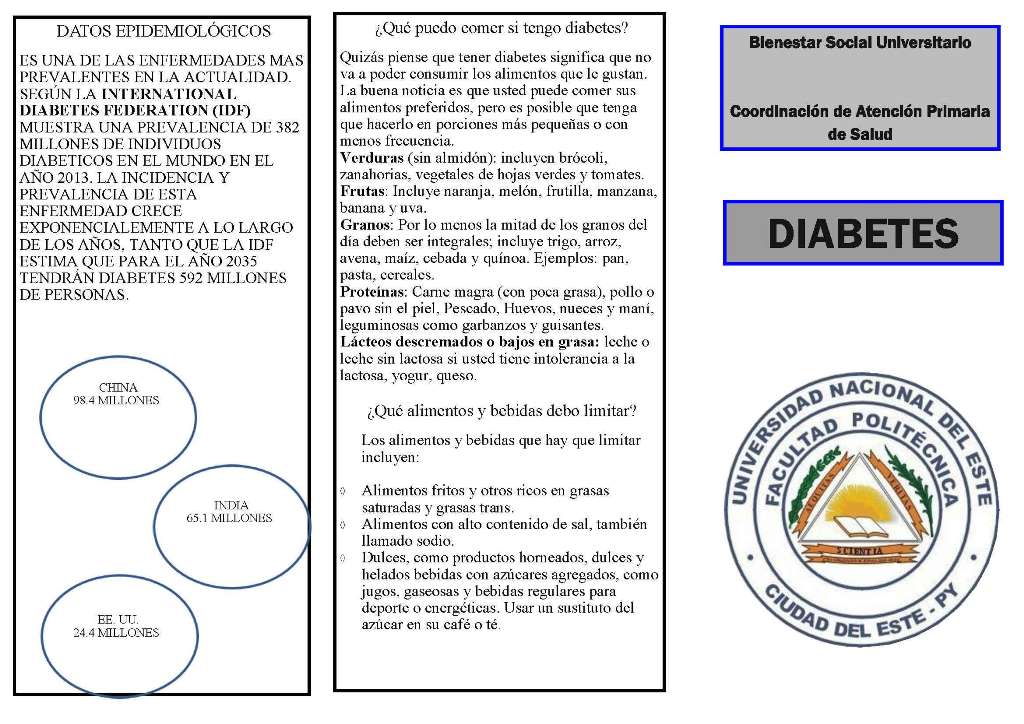 DATOS EPIDEMIOLÓGICOS
ES UNA DE LAS ENFERMEDADES MAS
PREVALENTES EN LA ACTUALIDAD.
SEGÚN LA INTERNATIONAL
DIABETES FEDERATION (IDF)
MUESTRA UNA PREVALENCIA DE 382
MILLONES DE INDIVIDUOS
DIABETICOS EN EL MUNDO EN EL
AÑO 2013. LA INCIDENCIA Y
PREVALENCIA DE ESTA
ENFERMEDAD CRECE
EXPONENCIALEMENTE A LO LARGO
DE LOS AÑOS, TANTO QUE LA IDF
ESTIMA QUE PARA EL AÑO 2035
TENDRÁN DIABETES 592 MILLONES
DE PERSONAS.
CHINA
98.4 MILLONES
INDIA
65.1 MILLONES
EE. UU.
24.4 MILLONES
¿Qué puedo comer si tengo diabetes?
Quizás piense que tener diabetes significa que no
va a poder consumir los alimentos que le gustan.
La buena noticia es que usted puede comer sus
alimentos preferidos, pero es posible que tenga
que hacerlo en porciones más pequeñas o con
menos frecuencia.
Verduras (sin almidón): incluyen brócoli,
zanahorias, vegetales de hojas verdes y tomates.
Frutas: Incluye naranja, melón, frutilla, manzana,
banana y uva.
Granos: Por lo menos la mitad de los granos del
día deben ser integrales; incluye trigo, arroz,
avena, maíz, cebada y quínoa. Ejemplos: pan,
pasta, cereales.
Proteínas: Carne magra (con poca grasa), pollo o
pavo sin el piel, Pescado, Huevos, nueces y maní,
leguminosas como garbanzos y guisantes.
Lácteos descremados o bajos en grasa: leche o
leche sin lactosa si usted tiene intolerancia a la
lactosa, yogur, queso.
¿Qué alimentos y bebidas debo limitar?
Los alimentos y bebidas que hay que limitar
incluyen:
◊ Alimentos fritos y otros ricos en grasas
saturadas y grasas trans.
◊ Alimentos con alto contenido de sal, también
llamado sodio.
◊ Dulces, como productos horneados, dulces y
helados bebidas con azúcares agregados, como
jugos, gaseosas y bebidas regulares para
deporte o energéticas. Usar un sustituto del
azúcar en su café o té.
Bienestar Social Universitario
Coordinación de Atención Primaria
de Salud
DIABETES
UNIVERSIDAD NACIONAL DEL ESTE
FACULTAD POLITÉCNICA
AEQUITAS
VERITAS
SCIENTIA
CIUDAD DEL ESTE - PY